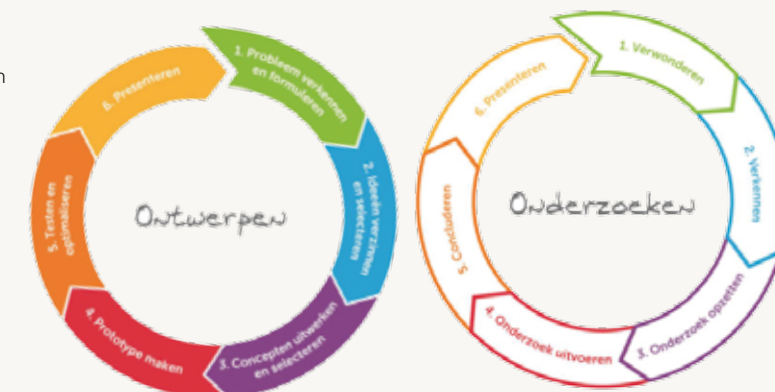 n
1. Probleem verkennen
en formuleren
2. Ideeën verzinnen
en selecteren
3. Concepten uitwerken
en selecteren
4. Prototype maken
5. Testen en
optimaliseren
6. Presenteren
Ontwerpen
1. Verwonderen
2. Verkennen
3. Onderzoek opzetten
4. Onderzoek uitvoeren
5. Concluderen
6. Presenteren
Onderzoeken